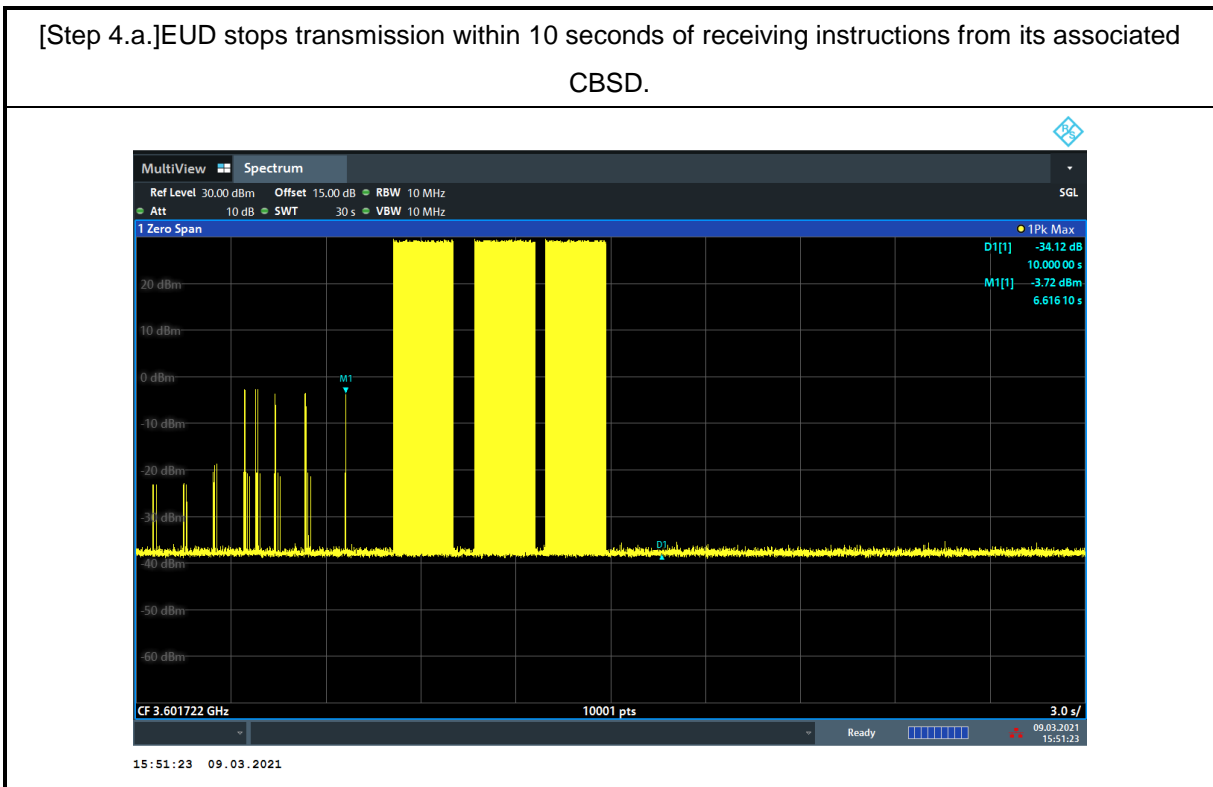 [Step 4.a.]EUD stops transmission within 10 seconds of receiving instructions from its associated
CBSD.
R&S
MultiView Spectrum
Ref Level 30.00 dBm Offset 15.00 dB RBW 10 MHz SGL
Att 10 dB SWT 30 s VBW 10 MHz
1 Zero Span 1Pk Max
D1[1] -34.12 dB
10.000 00 s
20 dBm M1[1] -3.72 dBm
6.616 10 s
10 dBm
0 dBm M1
-10 dBm
-20 dBm
-30 dBm
D1
-40 dBm
-50 dBm
-60 dBm
CF 3.601722 GHz 10001 pts 3.0 s/
Ready 09.03.2021
15:51:23
15:51:23 09.03.2021